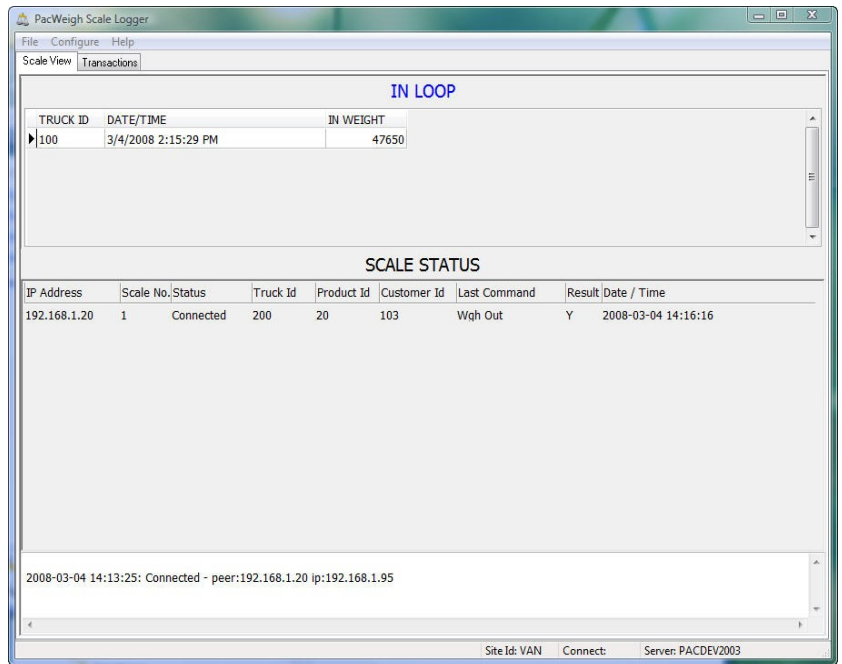 PacWeigh Scale Logger
File Configure Help
Scale View Transactions
IN LOOP
TRUCK ID DATE/TIME IN WEIGHT
100 3/4/2008 2:15:29 PM 47650
SCALE STATUS
IP Address Scale No. Status Truck Id Product Id Customer Id Last Command Result Date / Time
192.168.1.20 1 Connected 200 20 103 Wgh Out Y 2008-03-04 14:16:16
2008-03-04 14:13:25: Connected - peer:192.168.1.20 ip:192.168.1.95
Site Id: VAN Connect: Server: PACDEV2003